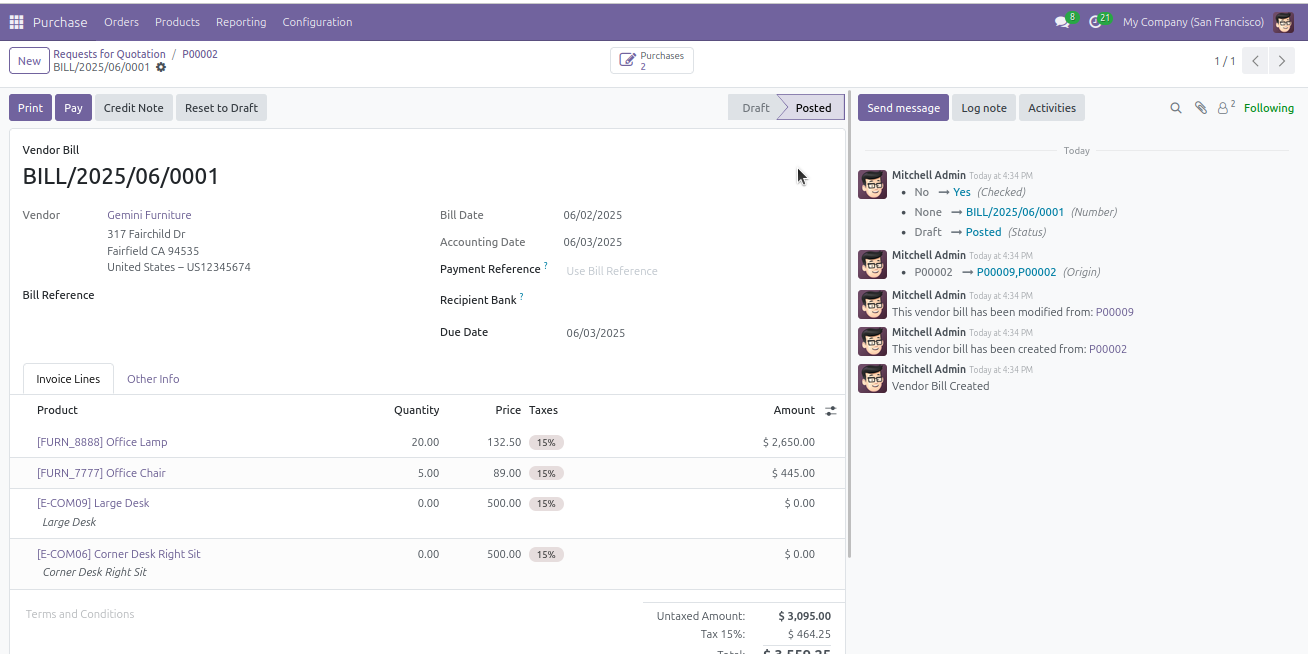 Purchase Orders Products Reporting Configuration 8 21 My Company (San Francisco)
New Requests for Quotation / P00002
BILL/2025/06/0001
Purchases
2
1 / 1
Print Pay Credit Note Reset to Draft Draft Posted
Send message Log note Activities 2 Following
Vendor Bill
BILL/2025/06/0001
Vendor Gemini Furniture
317 Fairchild Dr
Fairfield CA 94535
United States – US12345674
Bill Reference
Bill Date 06/02/2025
Accounting Date 06/03/2025
Payment Reference ? Use Bill Reference
Recipient Bank ?
Due Date 06/03/2025
Invoice Lines Other Info
Product Quantity Price Taxes Amount
[FURN_8888] Office Lamp 20.00 132.50 15% $ 2,650.00
[FURN_7777] Office Chair 5.00 89.00 15% $ 445.00
[E-COM09] Large Desk 0.00 500.00 15% $ 0.00
Large Desk
[E-COM06] Corner Desk Right Sit 0.00 500.00 15% $ 0.00
Corner Desk Right Sit
Terms and Conditions
Untaxed Amount: $ 3,095.00
Tax 15%: $ 464.25
Total: $ 3,559.25
Today
Mitchell Admin Today at 4:34 PM
• No → Yes (Checked)
• None → BILL/2025/06/0001 (Number)
• Draft → Posted (Status)
Mitchell Admin Today at 4:34 PM
• P00002 → P00009,P00002 (Origin)
Mitchell Admin Today at 4:34 PM
This vendor bill has been modified from: P00009
Mitchell Admin Today at 4:34 PM
This vendor bill has been created from: P00002
Mitchell Admin Today at 4:34 PM
Vendor Bill Created